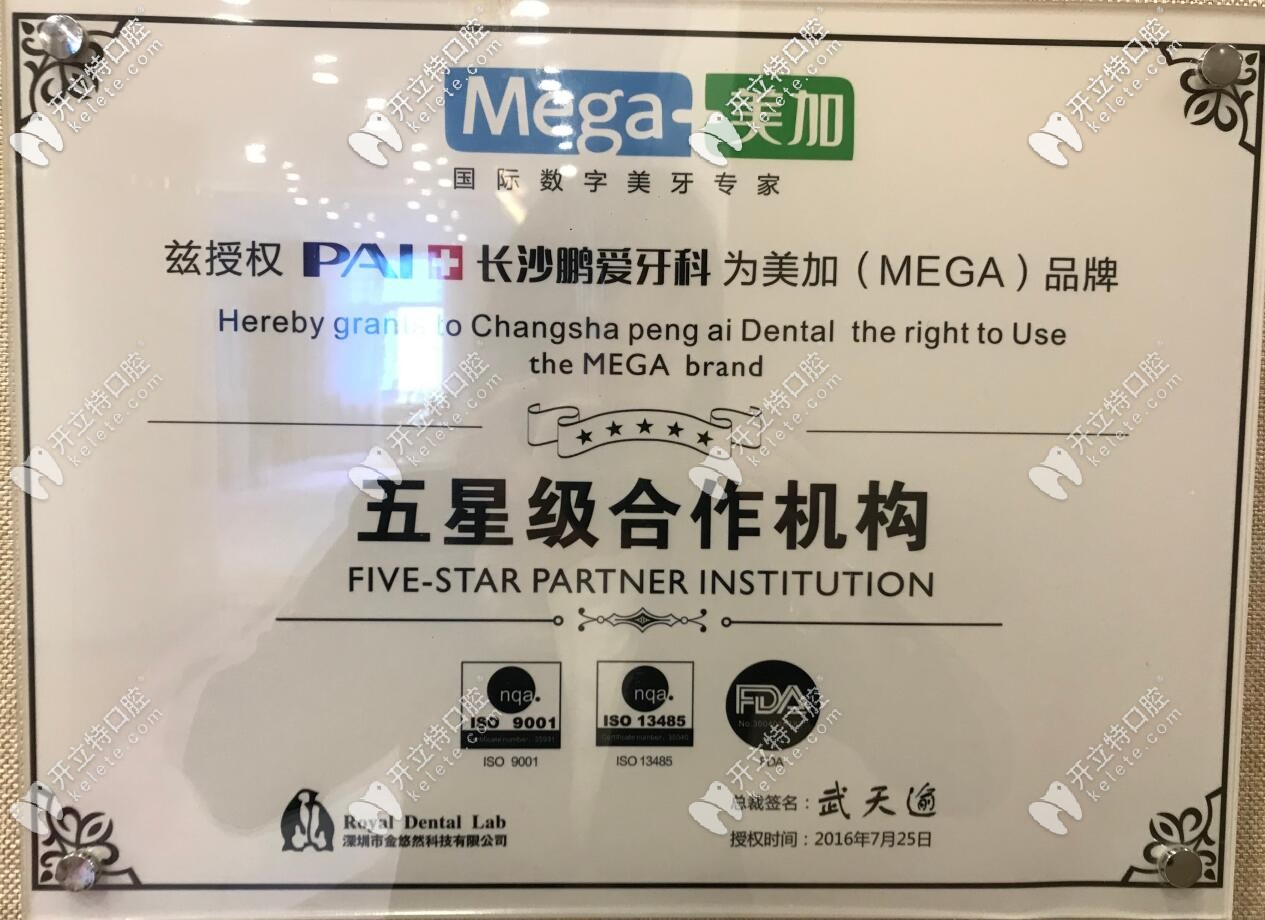 Mega+美加
国际数字美牙专家
兹授权 PAI 长沙鹏爱牙科 为美加（MEGA）品牌
Hereby grants to Changsha peng ai Dental the right to Use
the MEGA brand
五星级合作机构
FIVE-STAR PARTNER INSTITUTION
nqa. nqa. FDA
ISO 9001 ISO 13485
Certificate number: Certificate number:
ISO 9001 ISO 13485 FDA
Royal Dental Lab
深圳市金悠然科技有限公司
总裁签名：武天逾
授权时间：2016年7月25日
开立特口腔
kelete.com